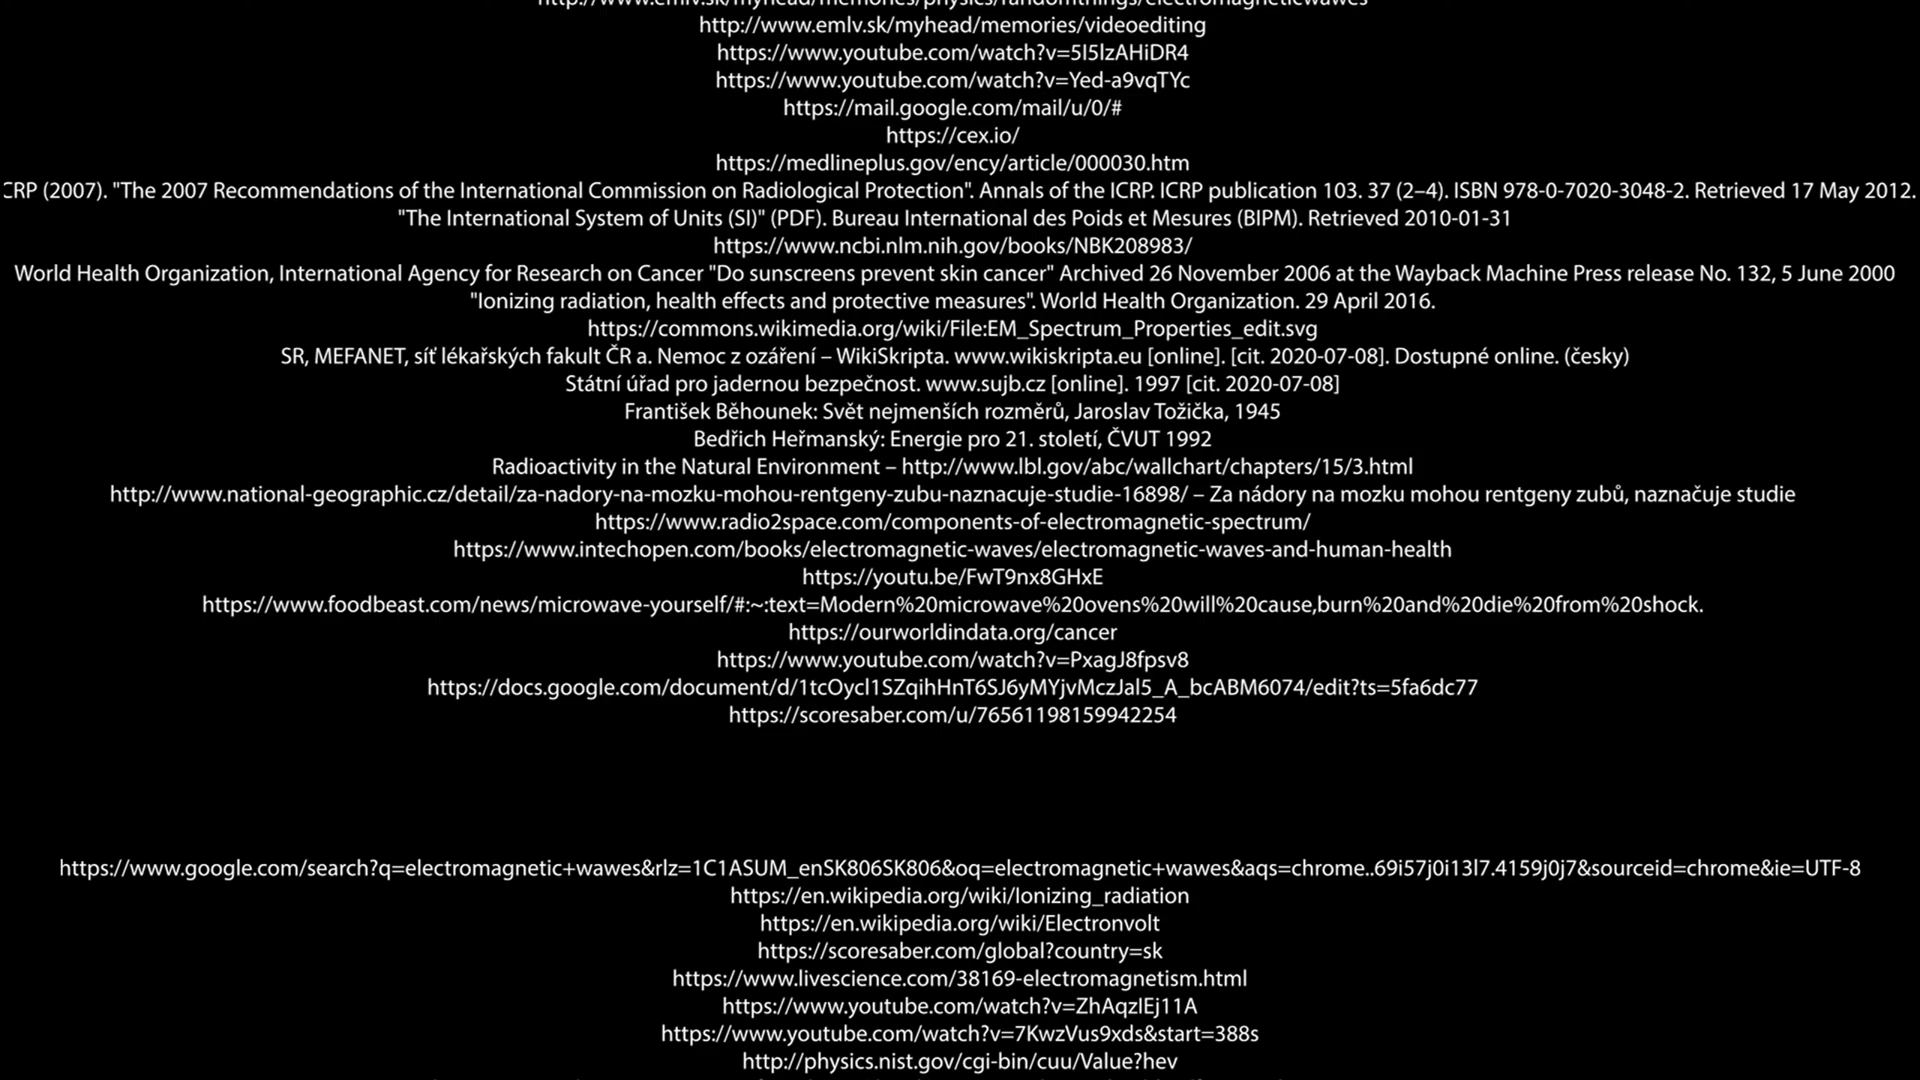 http://www.emlv.sk/myhead/memories/physics/randomthings/electromagneticwawes
http://www.emlv.sk/myhead/memories/videoediting
https://www.youtube.com/watch?v=5I5lzAHiDR4
https://www.youtube.com/watch?v=Yed-a9vqTYc
https://mail.google.com/mail/u/0/#
https://cex.io/
https://medlineplus.gov/ency/article/000030.htm
CRP (2007). "The 2007 Recommendations of the International Commission on Radiological Protection". Annals of the ICRP. ICRP publication 103. 37 (2–4). ISBN 978-0-7020-3048-2. Retrieved 17 May 2012.
"The International System of Units (SI)" (PDF). Bureau International des Poids et Mesures (BIPM). Retrieved 2010-01-31
https://www.ncbi.nlm.nih.gov/books/NBK208983/
World Health Organization, International Agency for Research on Cancer "Do sunscreens prevent skin cancer" Archived 26 November 2006 at the Wayback Machine Press release No. 132, 5 June 2000
"Ionizing radiation, health effects and protective measures". World Health Organization. 29 April 2016.
https://commons.wikimedia.org/wiki/File:EM_Spectrum_Properties_edit.svg
SR, MEFANET, síť lékařských fakult ČR a. Nemoc z ozáření – WikiSkripta. www.wikiskripta.eu [online]. [cit. 2020-07-08]. Dostupné online. (česky)
Státní úřad pro jadernou bezpečnost. www.sujb.cz [online]. 1997 [cit. 2020-07-08]
František Běhounek: Svět nejmenších rozměrů, Jaroslav Tožička, 1945
Bedřich Heřmanský: Energie pro 21. století, ČVUT 1992
Radioactivity in the Natural Environment – http://www.lbl.gov/abc/wallchart/chapters/15/3.html
http://www.national-geographic.cz/detail/za-nadory-na-mozku-mohou-rentgeny-zubu-naznacuje-studie-16898/ – Za nádory na mozku mohou rentgeny zubů, naznačuje studie
https://www.radio2space.com/components-of-electromagnetic-spectrum/
https://www.intechopen.com/books/electromagnetic-waves/electromagnetic-waves-and-human-health
https://youtu.be/FwT9nx8GHxE
https://www.foodbeast.com/news/microwave-yourself/#:~:text=Modern%20microwave%20ovens%20will%20cause,burn%20and%20die%20from%20shock.
https://ourworldindata.org/cancer
https://www.youtube.com/watch?v=PxagJ8fpsv8
https://docs.google.com/document/d/1tcOycl1SZqihHnT6SJ6yMYjvMczJal5_A_bcABM6074/edit?ts=5fa6dc77
https://scoresaber.com/u/76561198159942254
https://www.google.com/search?q=electromagnetic+wawes&rlz=1C1ASUM_enSK806SK806&oq=electromagnetic+wawes&aqs=chrome..69i57j0i13l7.4159j0j7&sourceid=chrome&ie=UTF-8
https://en.wikipedia.org/wiki/Ionizing_radiation
https://en.wikipedia.org/wiki/Electronvolt
https://scoresaber.com/global?country=sk
https://www.livescience.com/38169-electromagnetism.html
https://www.youtube.com/watch?v=ZhAqzIEj11A
https://www.youtube.com/watch?v=7KwzVus9xds&start=388s
http://physics.nist.gov/cgi-bin/cuu/Value?hev